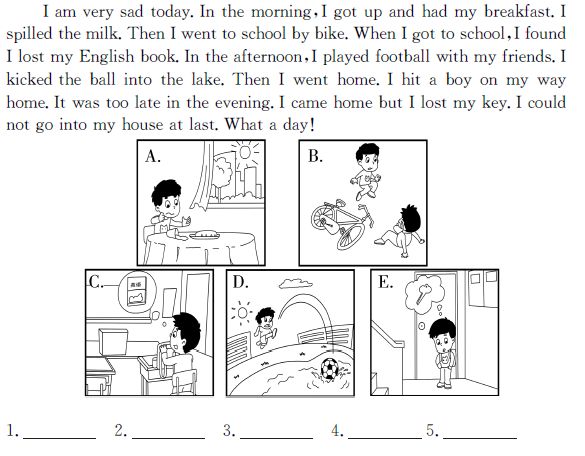 I am very sad today. In the morning, I got up and had my breakfast. I
spilled the milk. Then I went to school by bike. When I got to school, I found
I lost my English book. In the afternoon, I played football with my friends. I
kicked the ball into the lake. Then I went home. I hit a boy on my way
home. It was too late in the evening. I came home but I lost my key. I could
not go into my house at last. What a day!
A. B.
C. D. E.
英语
1. 2. 3. 4. 5.